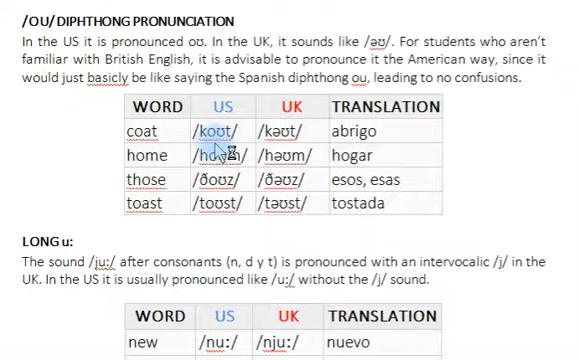 /OU/ DIPHTHONG PRONUNCIATION
In the US it is pronounced oʊ. In the UK, it sounds like /əʊ/. For students who aren't
familiar with British English, it is advisable to pronounce it the American way, since it
would just basicly be like saying the Spanish diphthong ou, leading to no confusions.
WORD US UK TRANSLATION
coat /koʊt/ /kəʊt/ abrigo
home /həʊm/ hogar
those /ðoʊz/ /ðəʊz/ esos, esas
toast /toʊst/ /təʊst/ tostada
LONG u:
The sound /ju:/ after consonants (n, d y t) is pronounced with an intervocalic /j/ in the
UK. In the US it is usually pronounced like /u:/ without the /j/ sound.
WORD US UK TRANSLATION
new /nu:/ /nju:/ nuevo